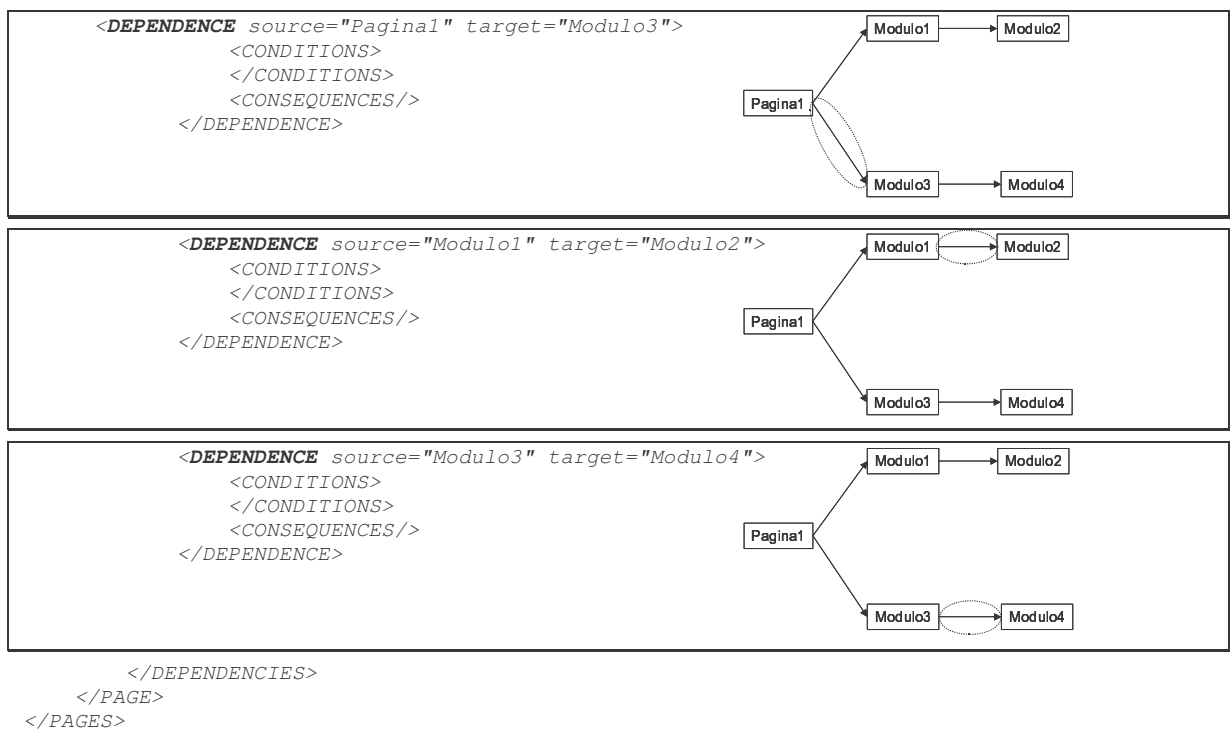 <DEPENDENCE source="Pagina1" target="Modulo3">
<CONDITIONS>
</CONDITIONS>
<CONSEQUENCES/>
</DEPENDENCE>
Modulo1 Modulo2
Pagina1
Modulo3 Modulo4
<DEPENDENCE source="Modulo1" target="Modulo2">
<CONDITIONS>
</CONDITIONS>
<CONSEQUENCES/>
</DEPENDENCE>
Modulo1 Modulo2
Pagina1
Modulo3 Modulo4
<DEPENDENCE source="Modulo3" target="Modulo4">
<CONDITIONS>
</CONDITIONS>
<CONSEQUENCES/>
</DEPENDENCE>
Modulo1 Modulo2
Pagina1
Modulo3 Modulo4
</DEPENDENCIES>
</PAGE>
</PAGES>